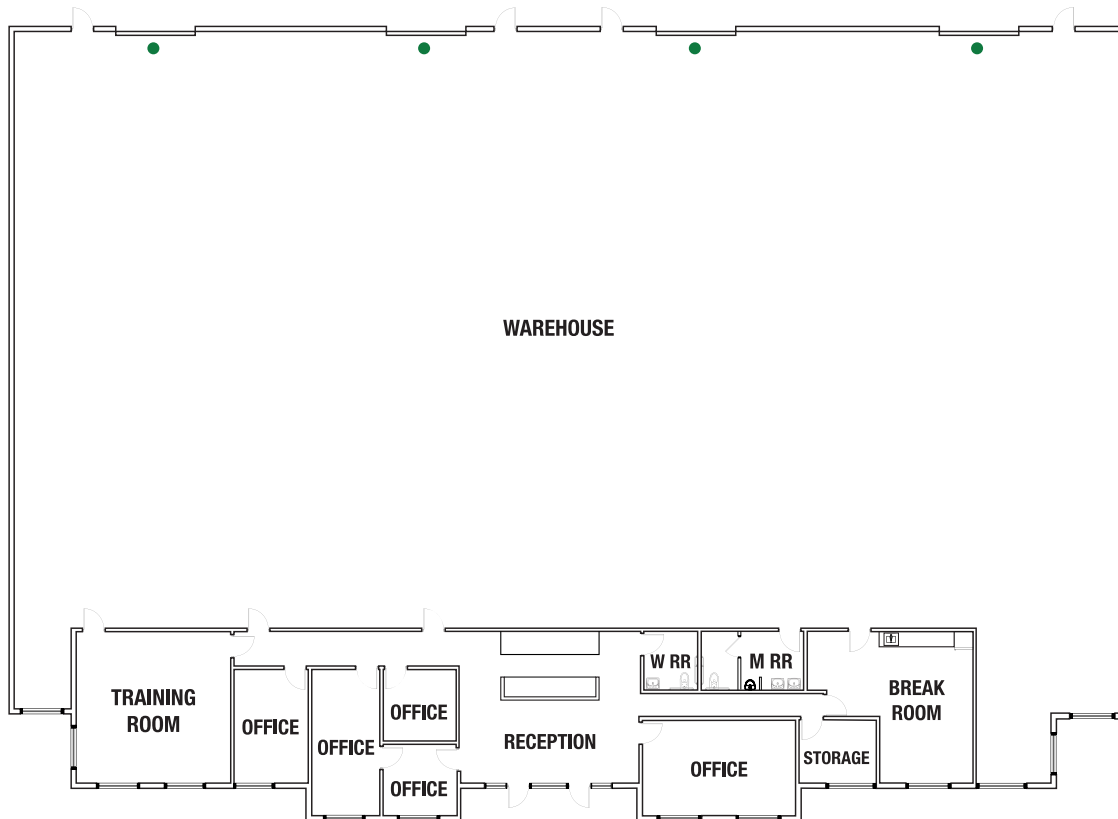 WAREHOUSE
TRAINING
ROOM
OFFICE
OFFICE
OFFICE
OFFICE
RECEPTION
W RR
M RR
OFFICE
STORAGE
BREAK
ROOM